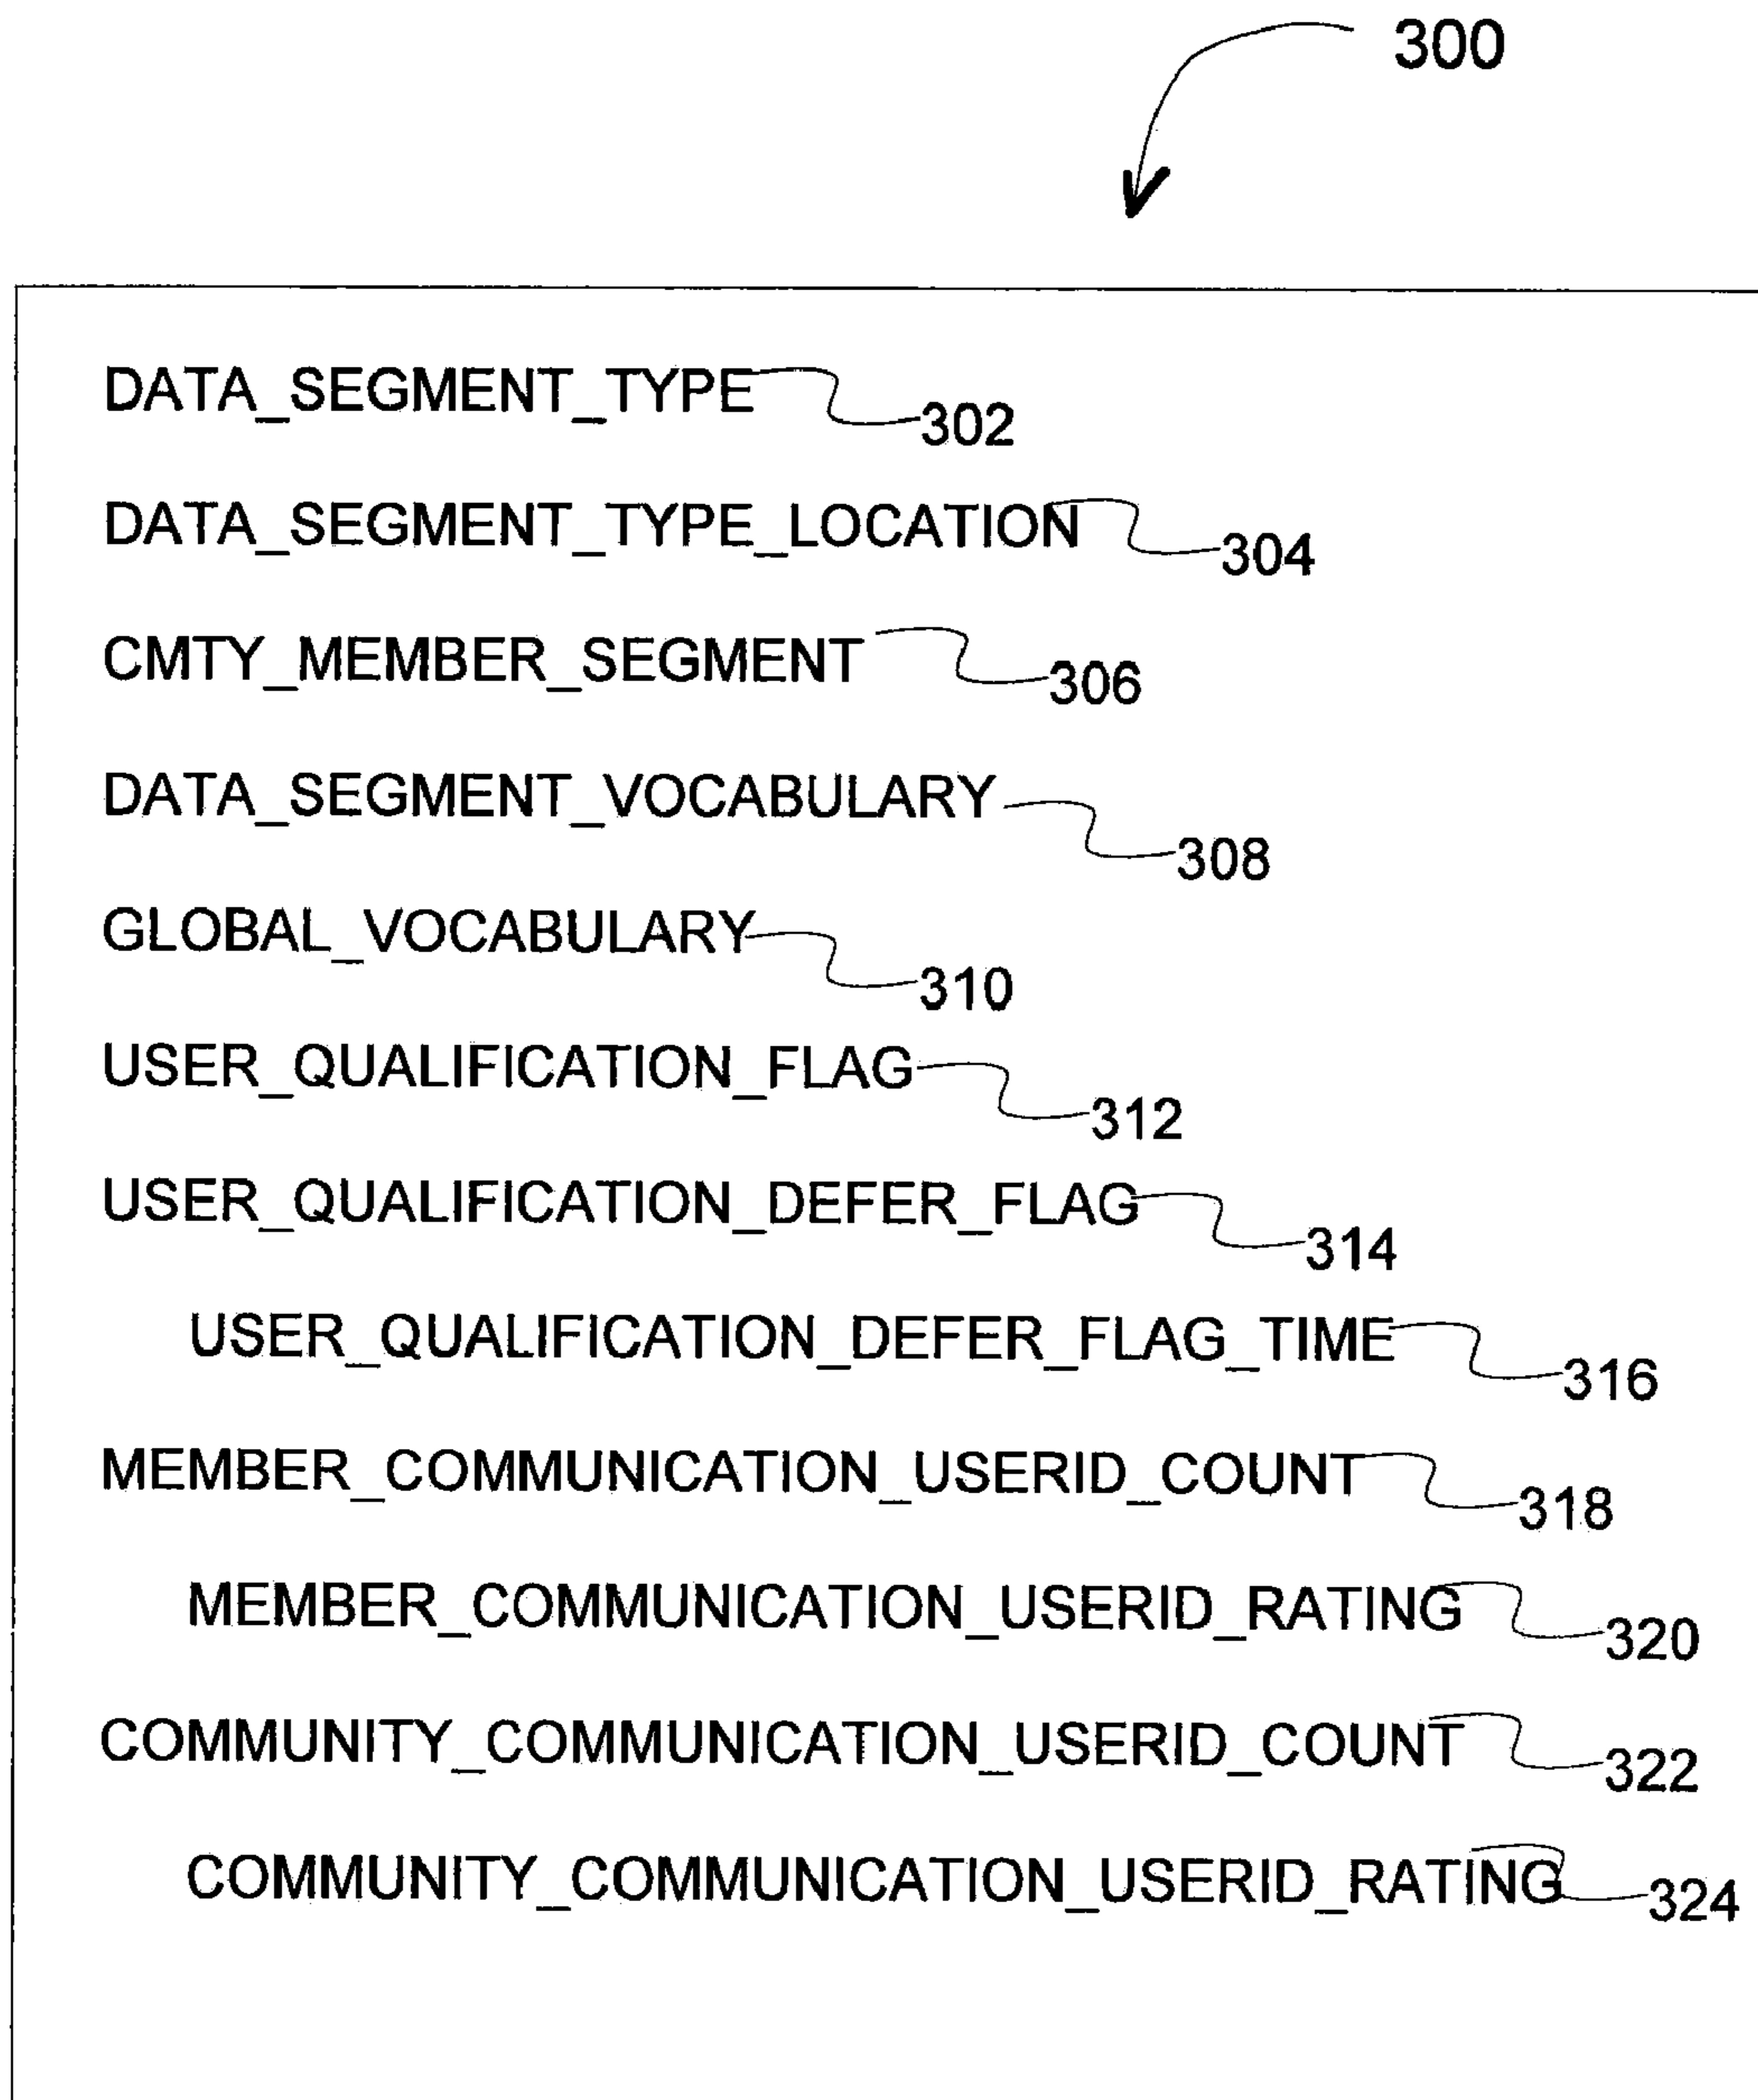 300
DATA_SEGMENT_TYPE 302
DATA_SEGMENT_TYPE_LOCATION 304
CMTY_MEMBER_SEGMENT 306
DATA_SEGMENT_VOCABULARY 308
GLOBAL_VOCABULARY 310
USER_QUALIFICATION_FLAG 312
USER_QUALIFICATION_DEFER_FLAG 314
USER_QUALIFICATION_DEFER_FLAG_TIME 316
MEMBER_COMMUNICATION_USERID_COUNT 318
MEMBER_COMMUNICATION_USERID_RATING 320
COMMUNITY_COMMUNICATION_USERID_COUNT 322
COMMUNITY_COMMUNICATION_USERID_RATING 324